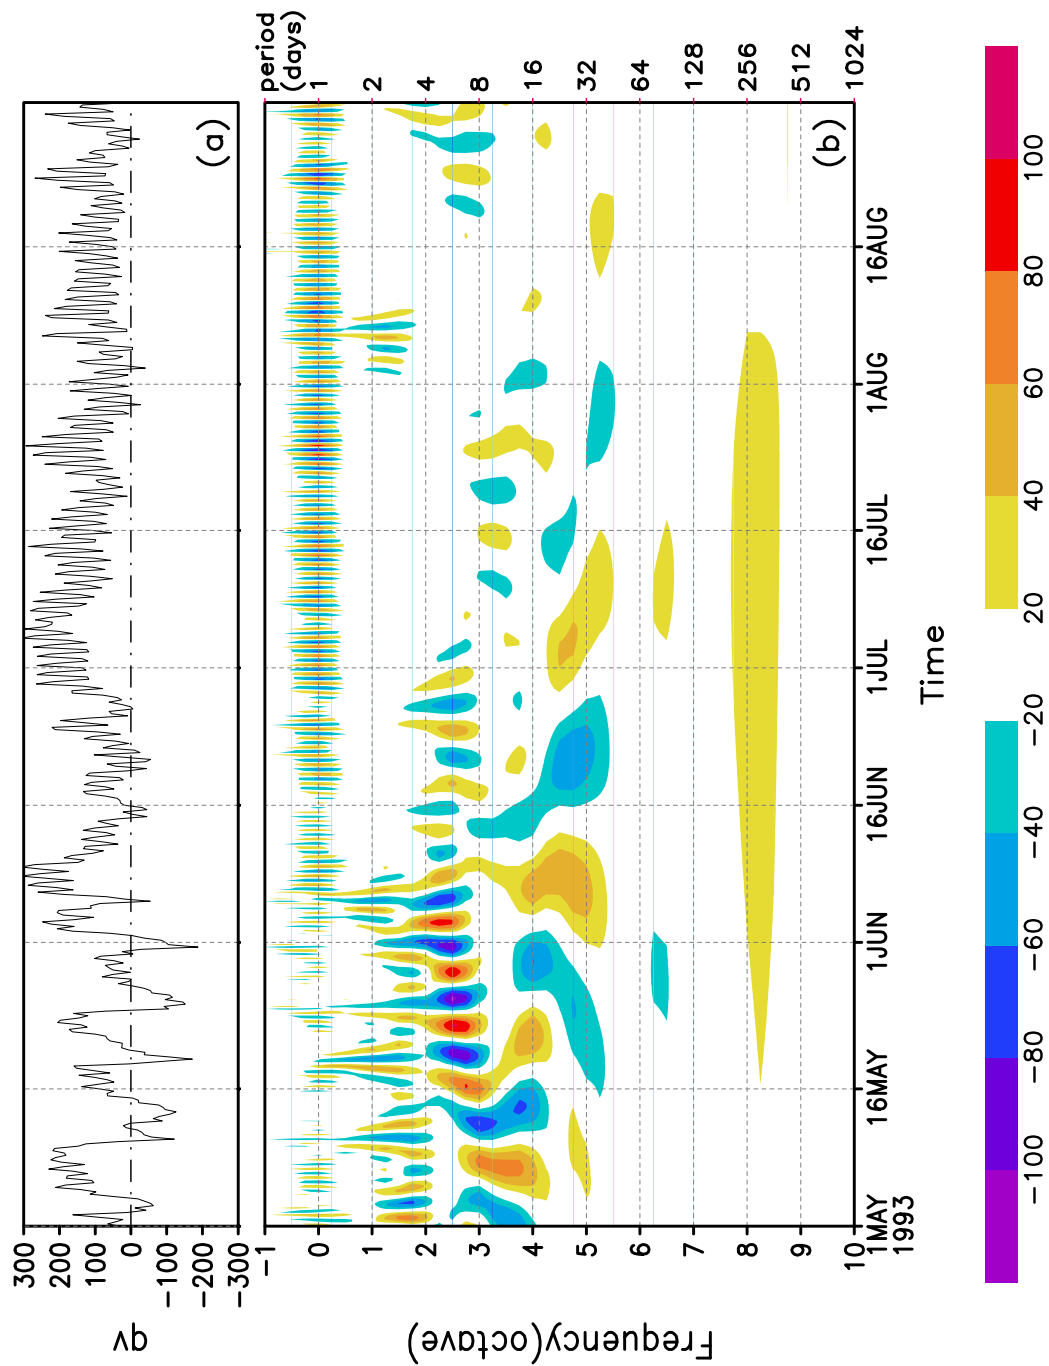 300
200
100
0
−100
−200
−300
qv
(a)
period
(days)
1
2
4
8
16
32
64
128
256
512
1024
−1
0
1
2
3
4
5
6
7
8
9
10
Frequency(octave)
(b)
1MAY
1993
16MAY
1JUN
16JUN
1JUL
16JUL
1AUG
16AUG
Time
−100
−80
−60
−40
−20
20
40
60
80
100